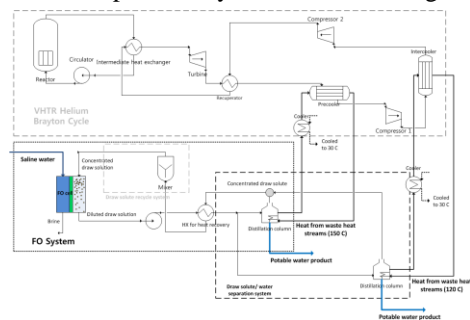 Compressor 2
Intercooler
Reactor
Circulator
Intermediate heat exchanger
Turbine
Recuperator
Precooler
Compressor 1
VHTR Helium
Brayton Cycle
Cooler
Cooled
to 30 C
Cooler
Cooled
to 30 C
Saline water
Concentrated
draw solution
Mixer
Draw solute recycle system
Concentrated draw solute
FO cell
Diluted draw solution
HX for heat recovery
Brine
FO System
Distillation column
Heat from waste heat
streams (150 C)
Potable water product
Draw solute/ water
separation system
Distillation column
Heat from waste heat
streams (120 C)
Potable water product